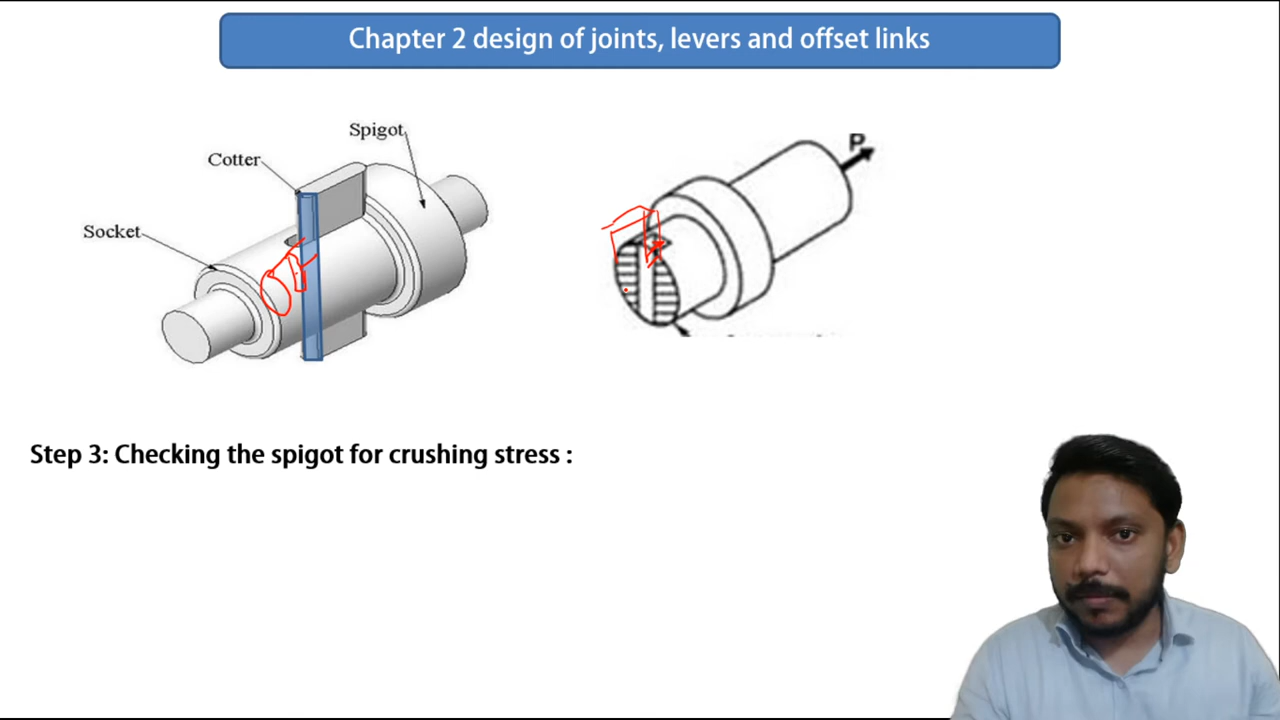 Chapter 2 design of joints, levers and offset links
Spigot
Cotter
Socket
P
Step 3: Checking the spigot for crushing stress :